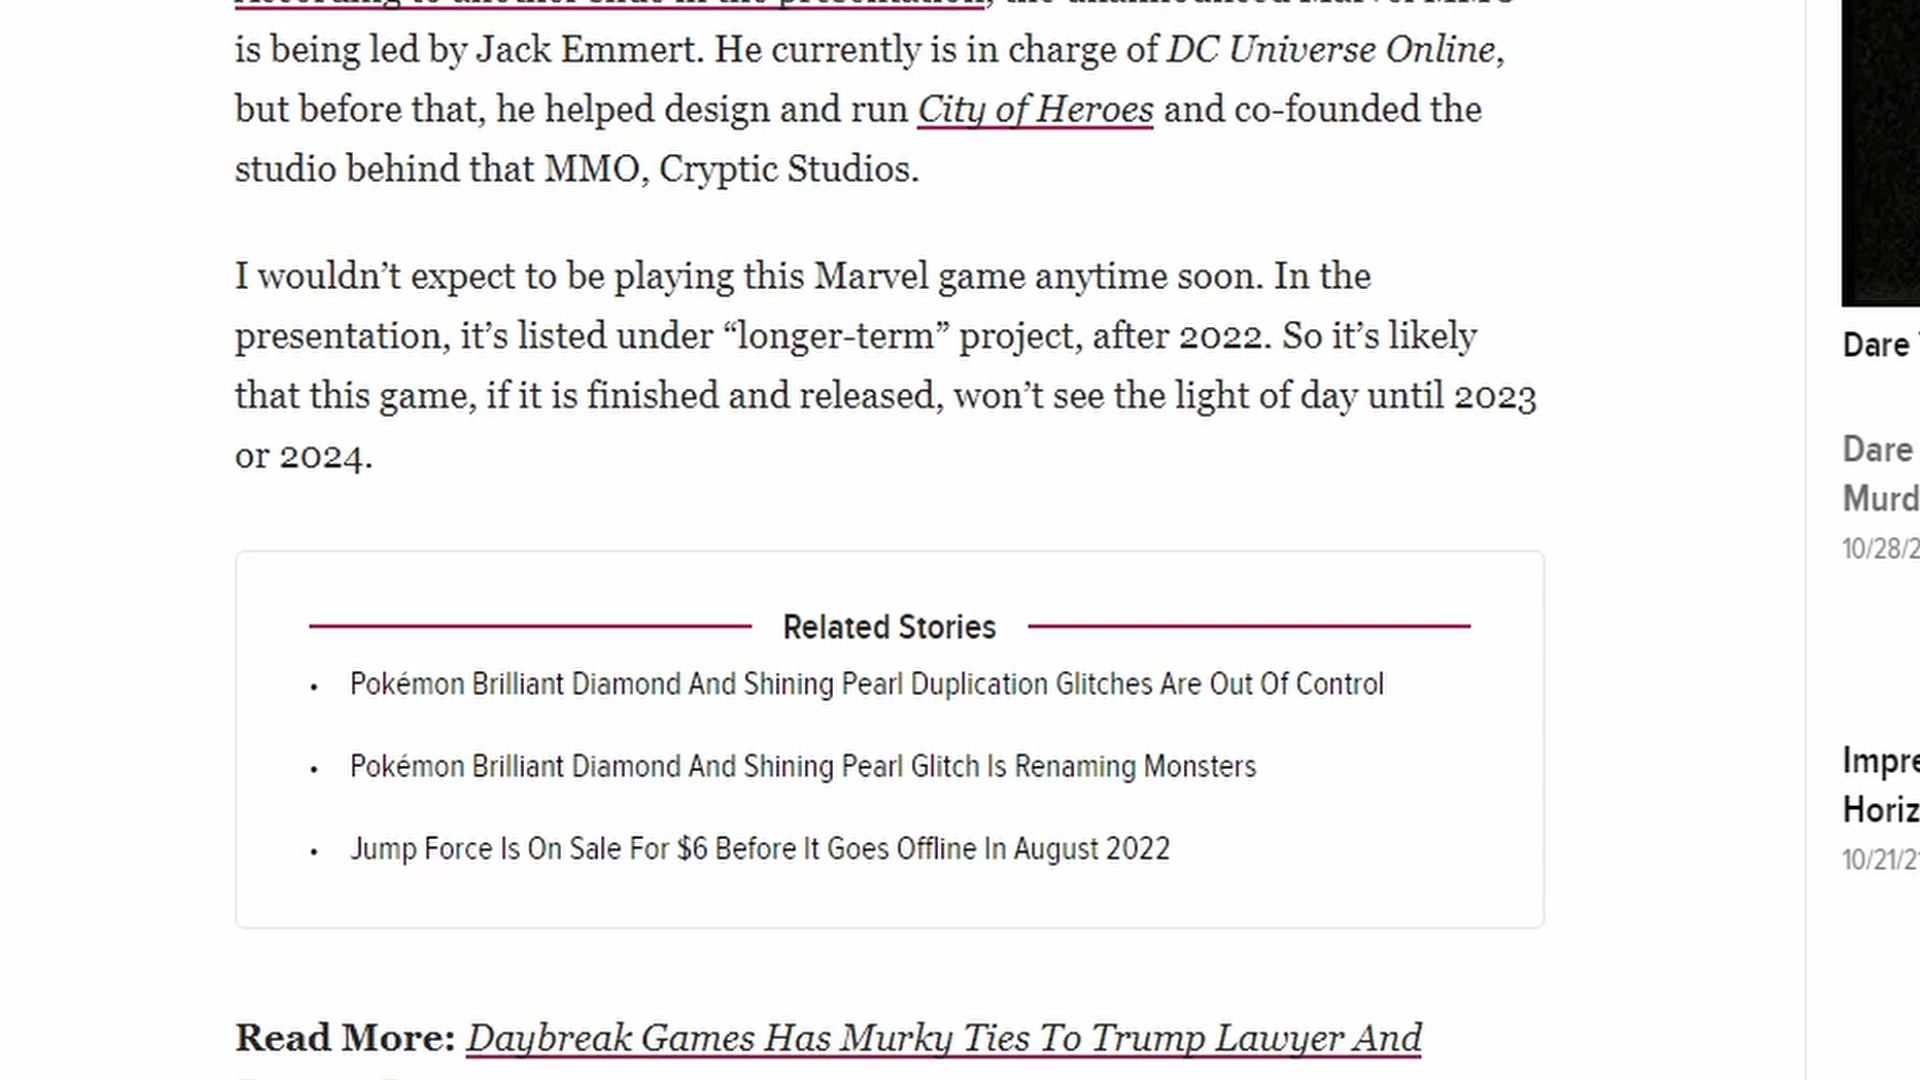 According to another slide in the presentation, the unannounced Marvel MMO
is being led by Jack Emmert. He currently is in charge of DC Universe Online,
but before that, he helped design and run City of Heroes and co-founded the
studio behind that MMO, Cryptic Studios.
I wouldn’t expect to be playing this Marvel game anytime soon. In the
presentation, it’s listed under “longer-term” project, after 2022. So it’s likely
that this game, if it is finished and released, won’t see the light of day until 2023
or 2024.
Related Stories
• Pokémon Brilliant Diamond And Shining Pearl Duplication Glitches Are Out Of Control
• Pokémon Brilliant Diamond And Shining Pearl Glitch Is Renaming Monsters
• Jump Force Is On Sale For $6 Before It Goes Offline In August 2022
Read More: Daybreak Games Has Murky Ties To Trump Lawyer And
Dare
Dare
Murd
10/28/2
Impre
Horiz
10/21/2